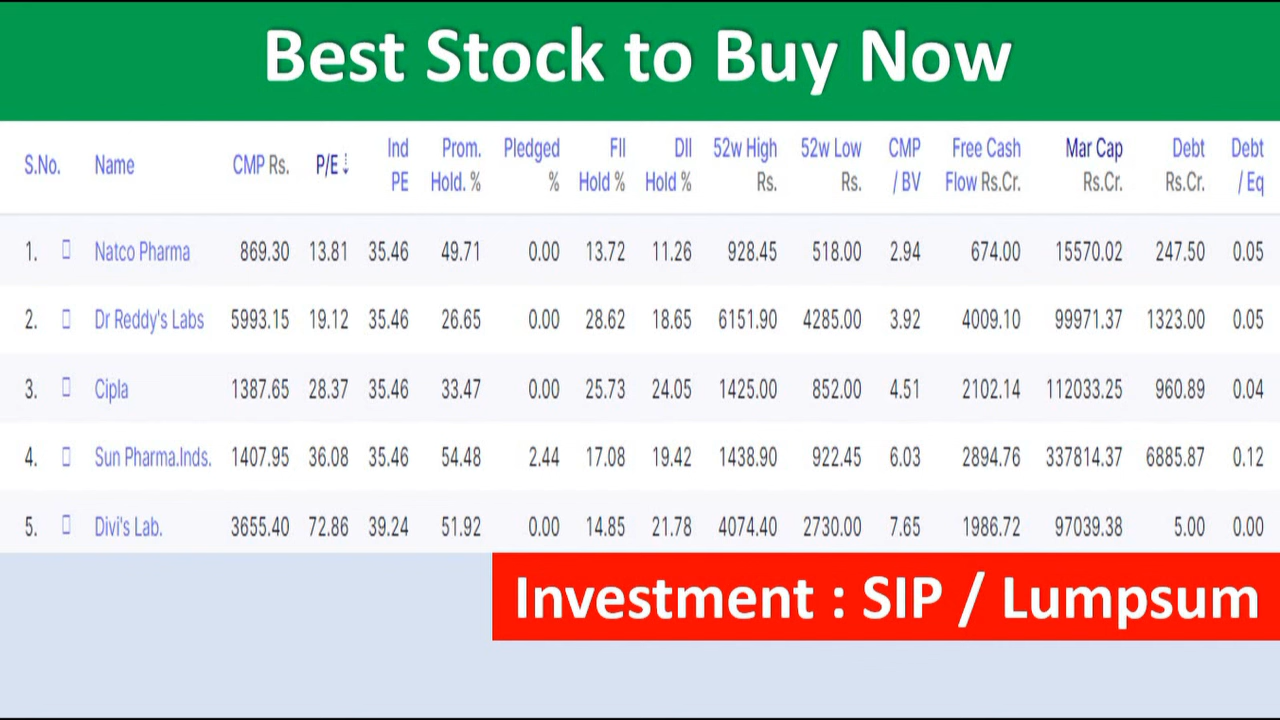 Best Stock to Buy Now
S.No. Name CMP Rs. P/E Ind PE Prom. Hold. % Pledged % FII Hold % DII Hold % 52w High Rs. 52w Low Rs. CMP / BV Free Cash Flow Rs.Cr. Mar Cap Rs.Cr. Debt Rs.Cr. Debt / Eq
1. Natco Pharma 869.30 13.81 35.46 49.71 0.00 13.72 11.26 928.45 518.00 2.94 674.00 15570.02 247.50 0.05
2. Dr Reddy's Labs 5993.15 19.12 35.46 26.65 0.00 28.62 18.65 6151.90 4285.00 3.92 4009.10 99971.37 1323.00 0.05
3. Cipla 1387.65 28.37 35.46 33.47 0.00 25.73 24.05 1425.00 852.00 4.51 2102.14 112033.25 960.89 0.04
4. Sun Pharma.Inds. 1407.95 36.08 35.46 54.48 2.44 17.08 19.42 1438.90 922.45 6.03 2894.76 337814.37 6885.87 0.12
5. Divi's Lab. 3655.40 72.86 39.24 51.92 0.00 14.85 21.78 4074.40 2730.00 7.65 1986.72 97039.38 5.00 0.00
Investment : SIP / Lumpsum